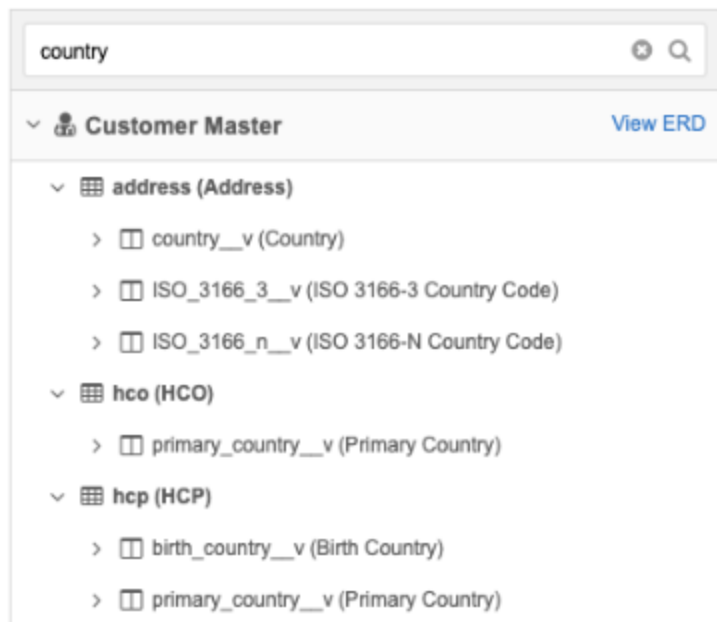 country
Customer Master View ERD
address (Address)
country__v (Country)
ISO_3166_3__v (ISO 3166-3 Country Code)
ISO_3166_n__v (ISO 3166-N Country Code)
hco (HCO)
primary_country__v (Primary Country)
hcp (HCP)
birth_country__v (Birth Country)
primary_country__v (Primary Country)